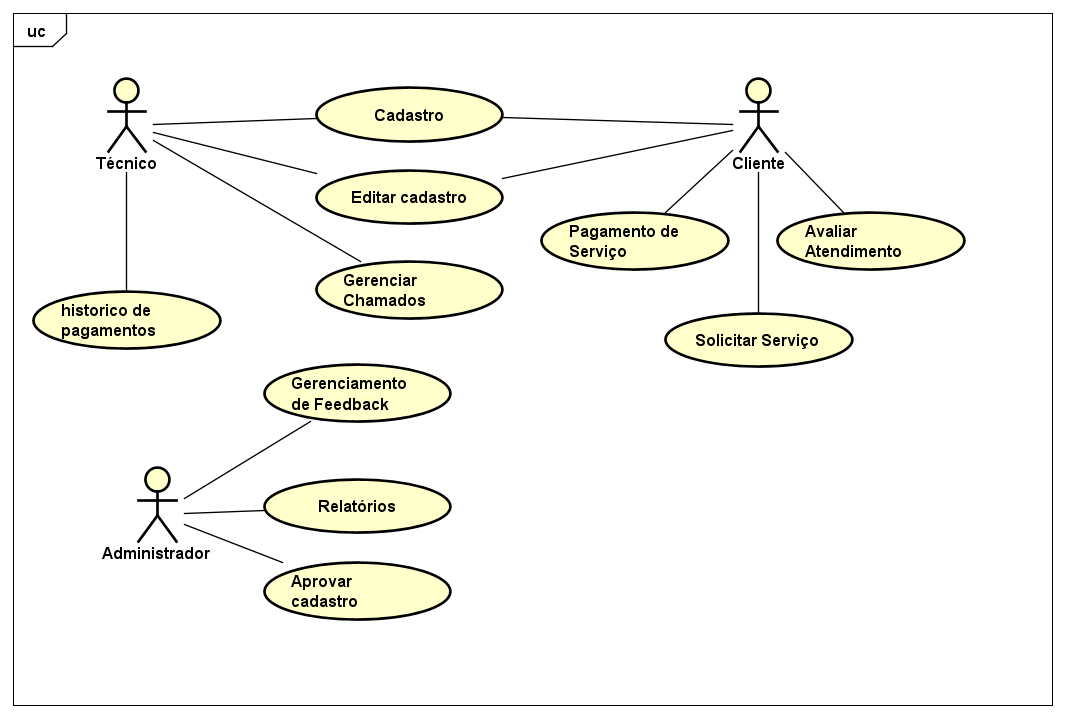 uc
Cadastro
Técnico
Cliente
Editar cadastro
Pagamento de
Serviço
Avaliar
Atendimento
Gerenciar
Chamados
historico de
pagamentos
Solicitar Serviço
Gerenciamento
de Feedback
Relatórios
Administrador
Aprovar
cadastro